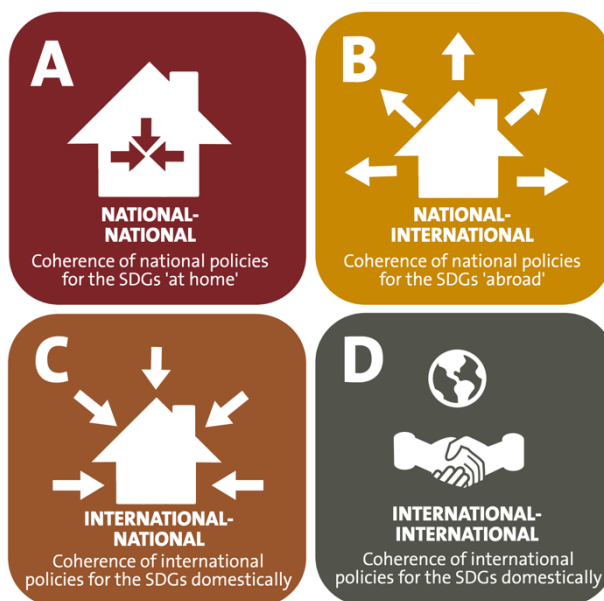 A
NATIONAL-
NATIONAL
Coherence of national policies
for the SDGs 'at home'
B
NATIONAL-
INTERNATIONAL
Coherence of national policies
for the SDGs 'abroad'
C
INTERNATIONAL-
NATIONAL
Coherence of international
policies for the SDGs domestically
D
INTERNATIONAL-
INTERNATIONAL
Coherence of international
policies for the SDGs domestically